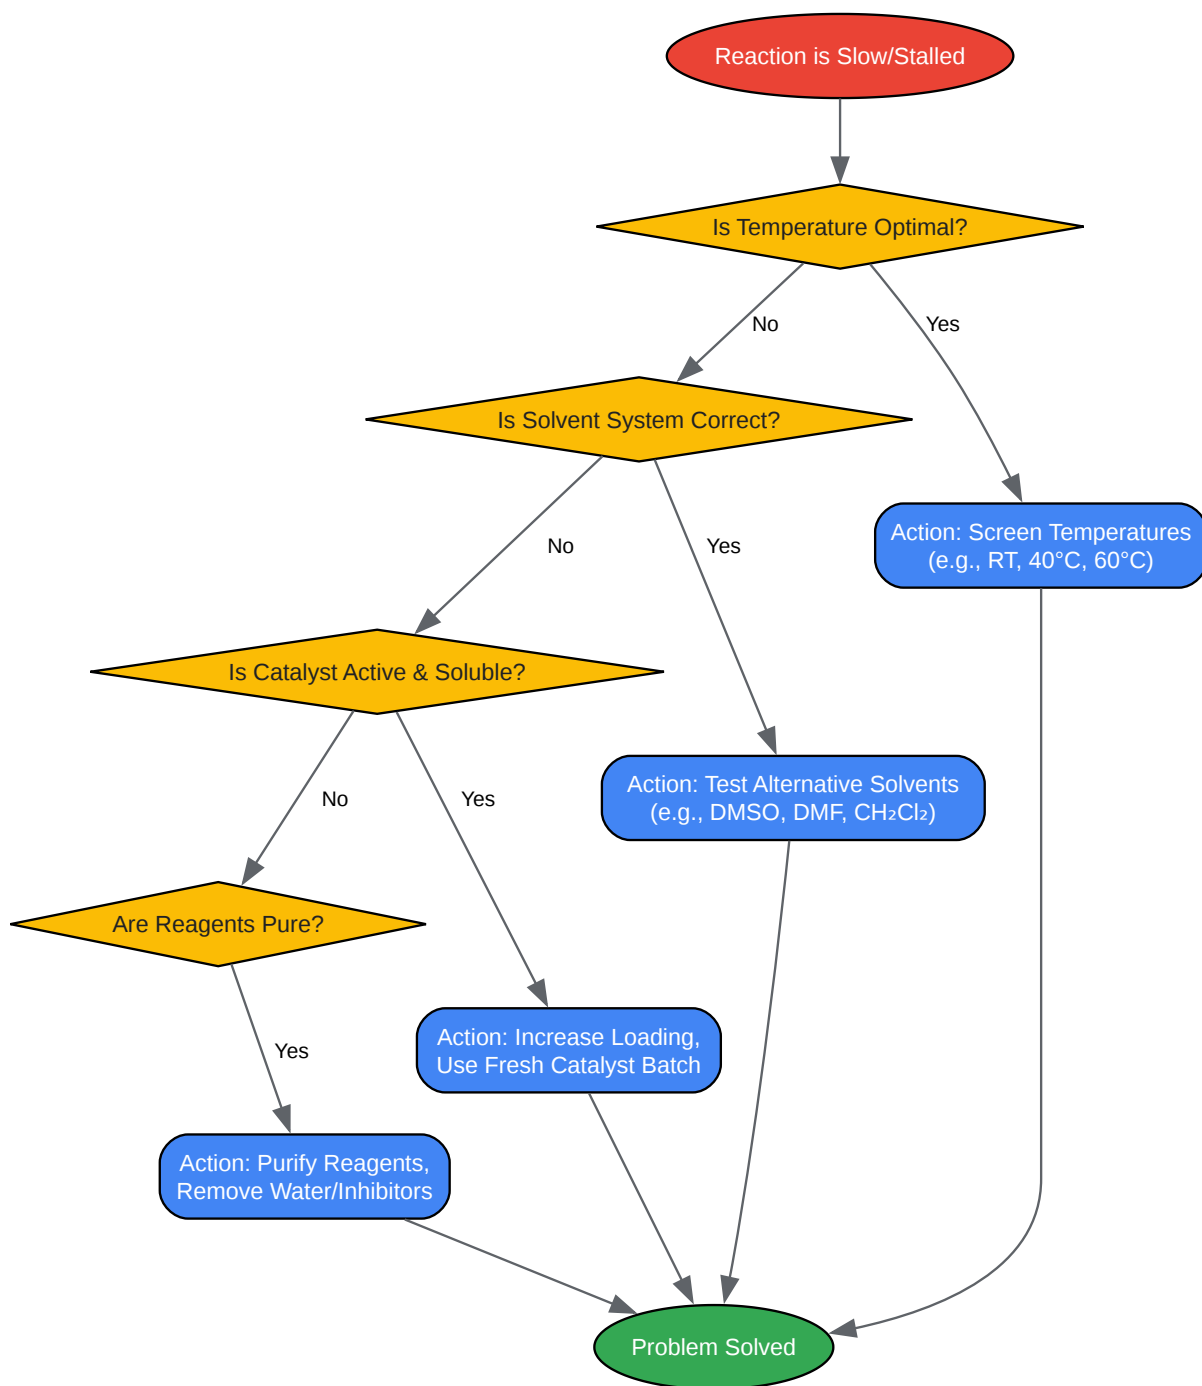 Reaction is Slow/Stalled
Is Temperature Optimal?
No
Yes
Is Solvent System Correct?
Action: Screen Temperatures
(e.g., RT, 40°C, 60°C)
No
Yes
Is Catalyst Active & Soluble?
Action: Test Alternative Solvents
(e.g., DMSO, DMF, CH₂Cl₂)
No
Yes
Are Reagents Pure?
Action: Increase Loading,
Use Fresh Catalyst Batch
Yes
Action: Purify Reagents,
Remove Water/Inhibitors
Problem Solved